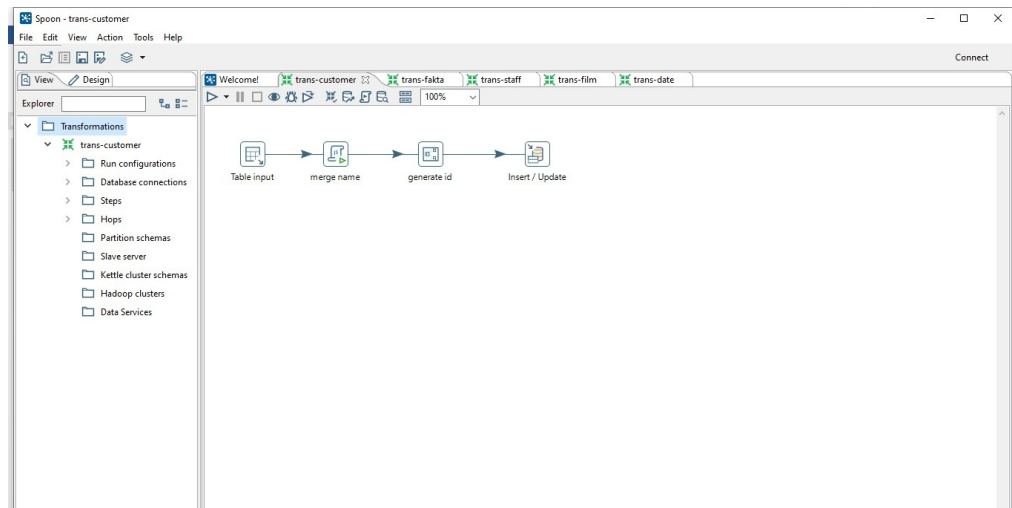 Spoon - trans-customer
File Edit View Action Tools Help
Connect
View Design
Welcome! trans-customer trans-fakta trans-staff trans-film trans-date
Explorer
100%
Transformations
trans-customer
Run configurations
Database connections
Steps
Hops
Partition schemas
Slave server
Kettle cluster schemas
Hadoop clusters
Data Services
Table input merge name generate id Insert / Update